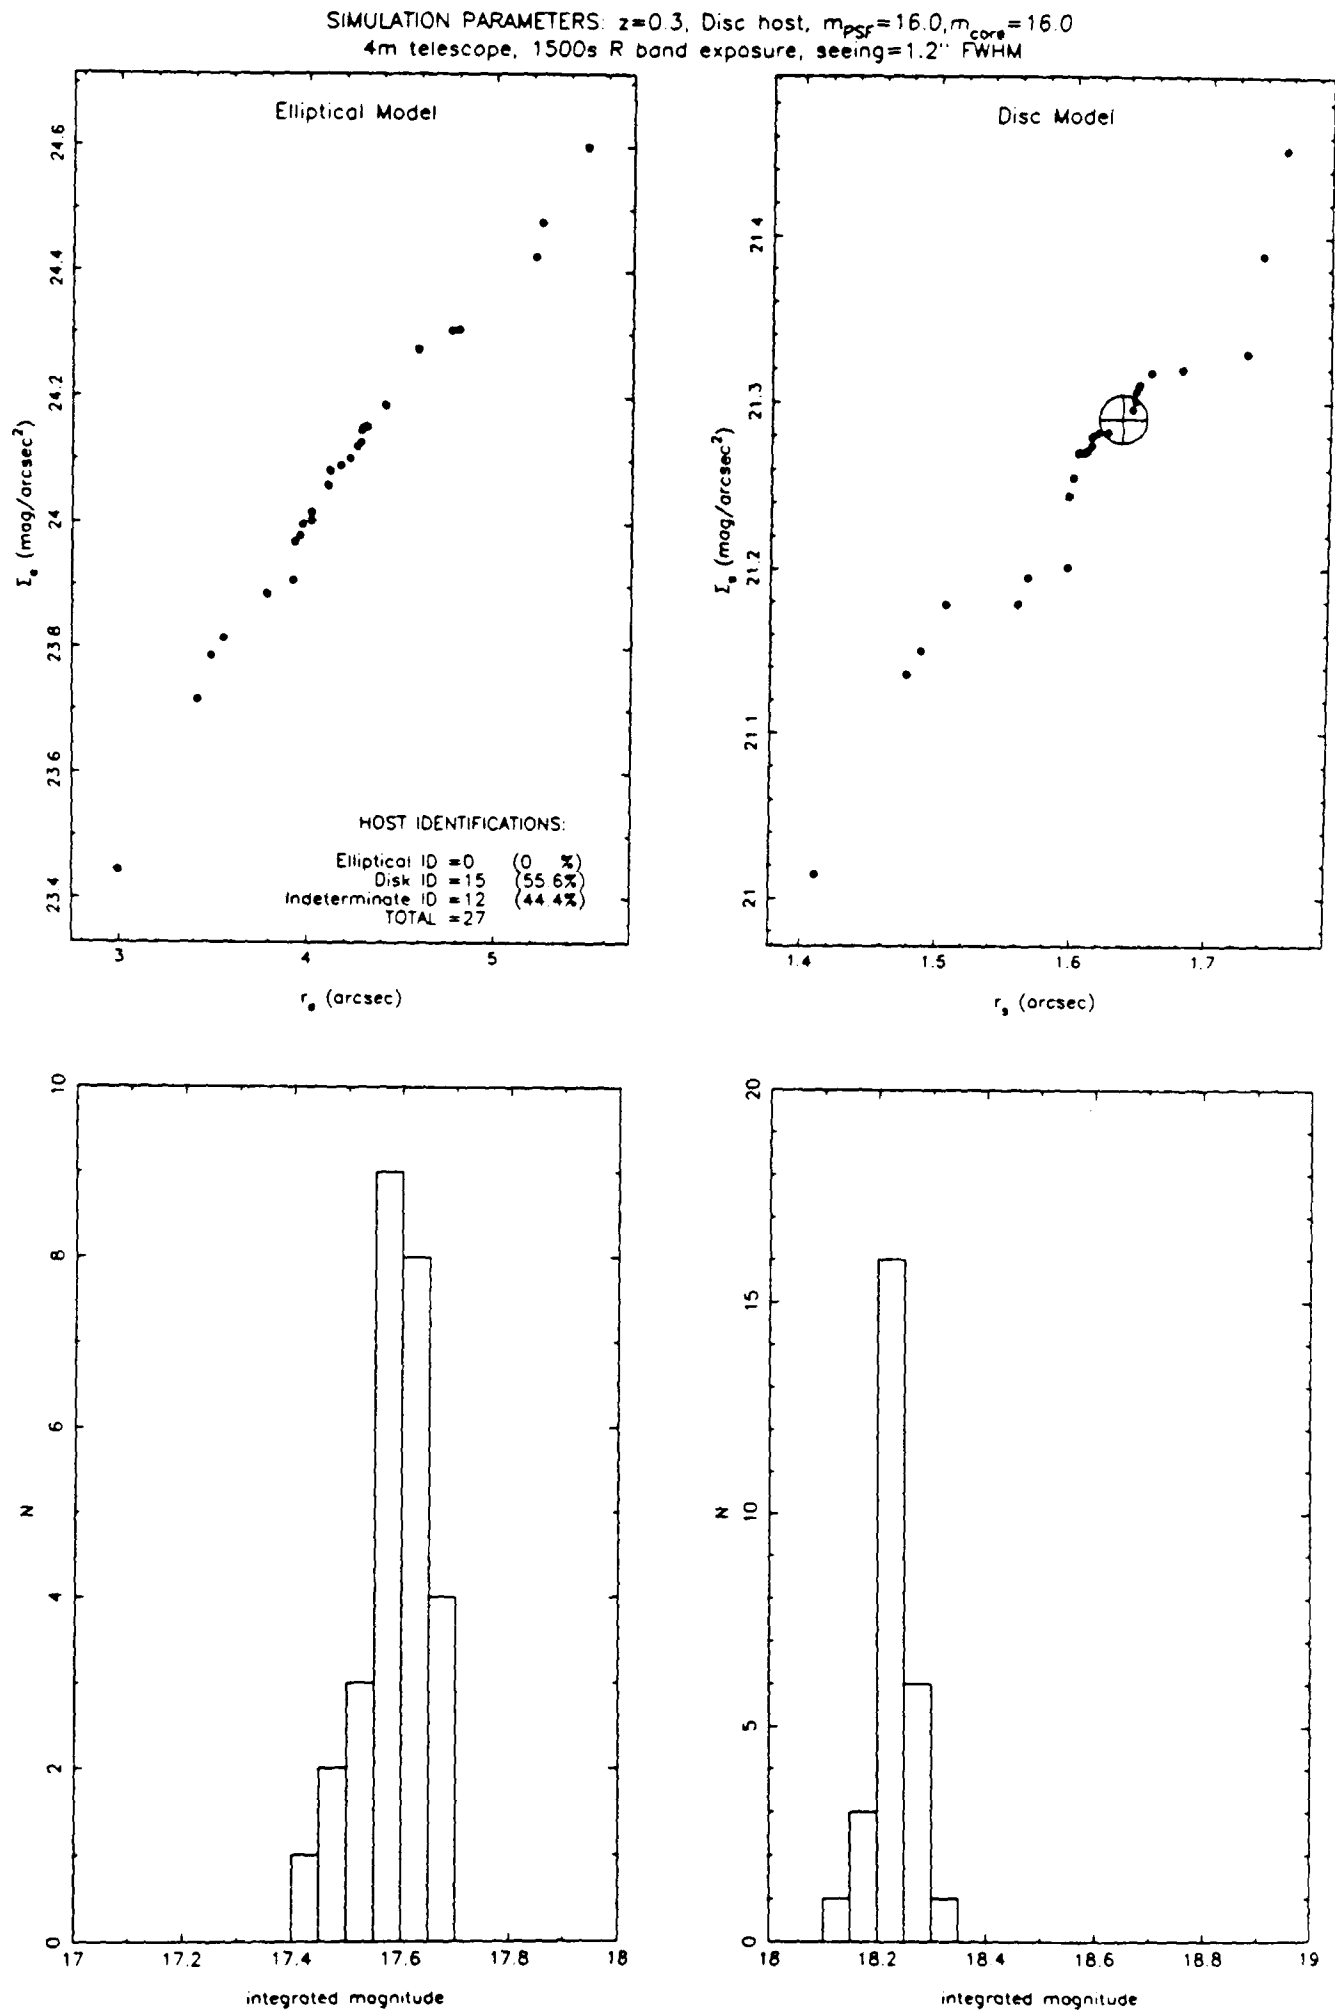 SIMULATION PARAMETERS: z=0.3, Disc host, m_PSF=16.0,m_core=16.0
4m telescope, 1500s R band exposure, seeing=1.2'' FWHM
Elliptical Model
Σ_e (mag/arcsec²)
24.6
24.4
24.2
24
23.8
23.6
23.4
HOST IDENTIFICATIONS:
Elliptical ID =0 (0 %)
Disk ID =15 (55.6%)
Indeterminate ID =12 (44.4%)
TOTAL =27
3 4 5
r_e (arcsec)
Disc Model
Σ_s (mag/arcsec²)
21.4
21.3
21.2
21.1
21
1.4 1.5 1.6 1.7
r_s (arcsec)
N
10
8
6
4
2
0
17 17.2 17.4 17.6 17.8 18
integrated magnitude
N
20
15
10
5
0
18 18.2 18.4 18.6 18.8 19
integrated magnitude